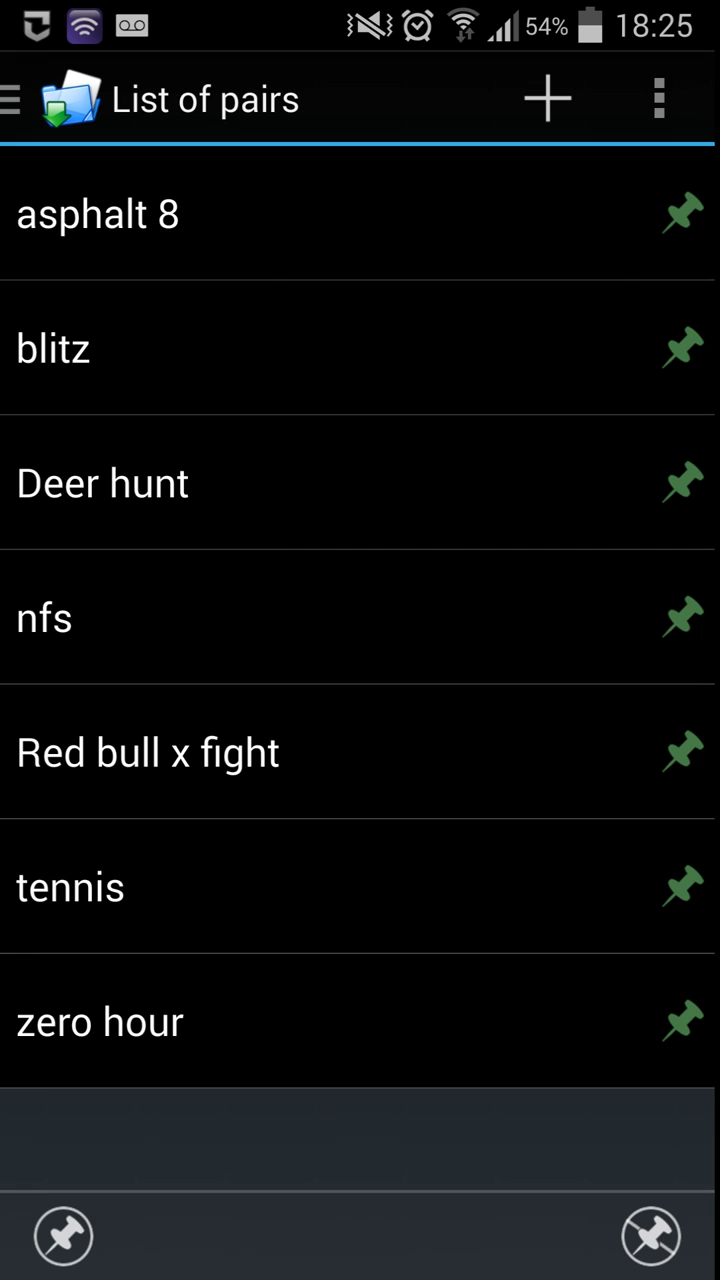 54% 18:25
List of pairs
asphalt 8
blitz
Deer hunt
nfs
Red bull x fight
tennis
zero hour